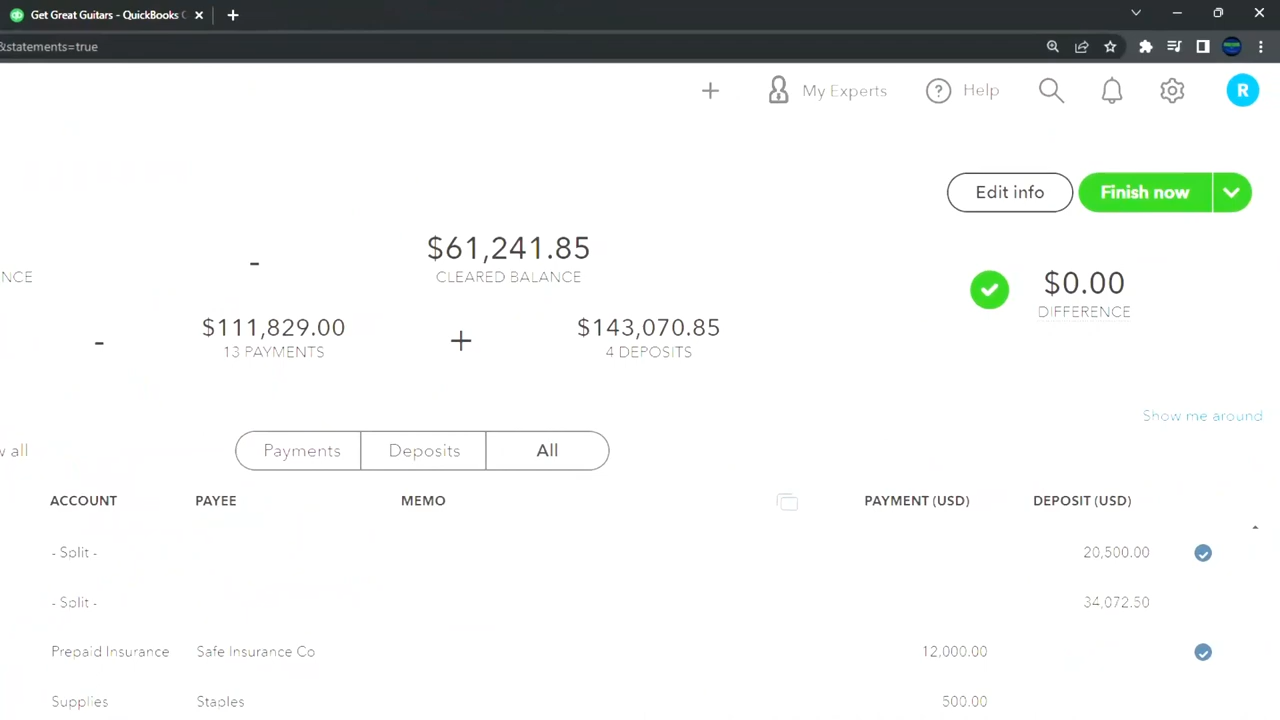 Get Great Guitars - QuickBooks
&statements=true
My Experts
? Help
R
Edit info
Finish now
- $61,241.85
NCE
CLEARED BALANCE
$0.00
DIFFERENCE
- $111,829.00 + $143,070.85
13 PAYMENTS
4 DEPOSITS
Show me around
w all
Payments
Deposits
All
ACCOUNT PAYEE MEMO PAYMENT (USD) DEPOSIT (USD)
- Split - 20,500.00
- Split - 34,072.50
Prepaid Insurance Safe Insurance Co 12,000.00
Supplies Staples 500.00